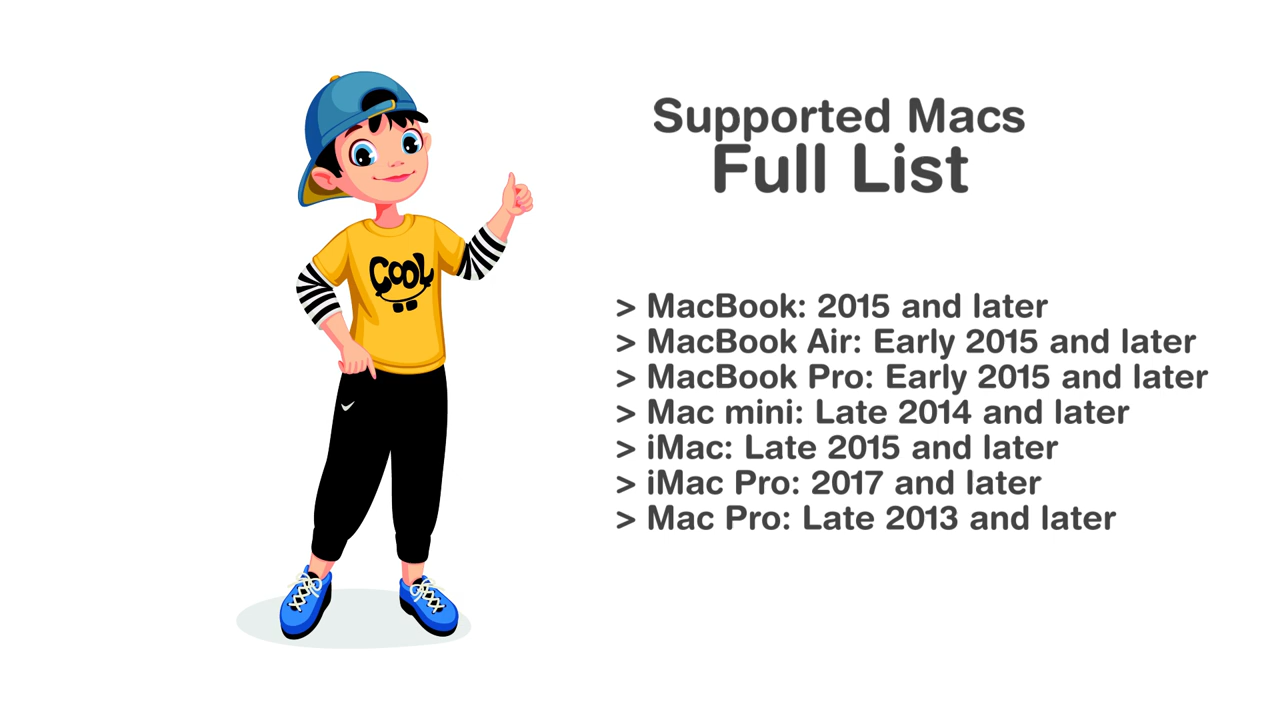 Supported Macs
Full List
COOL
> MacBook: 2015 and later
> MacBook Air: Early 2015 and later
> MacBook Pro: Early 2015 and later
> Mac mini: Late 2014 and later
> iMac: Late 2015 and later
> iMac Pro: 2017 and later
> Mac Pro: Late 2013 and later